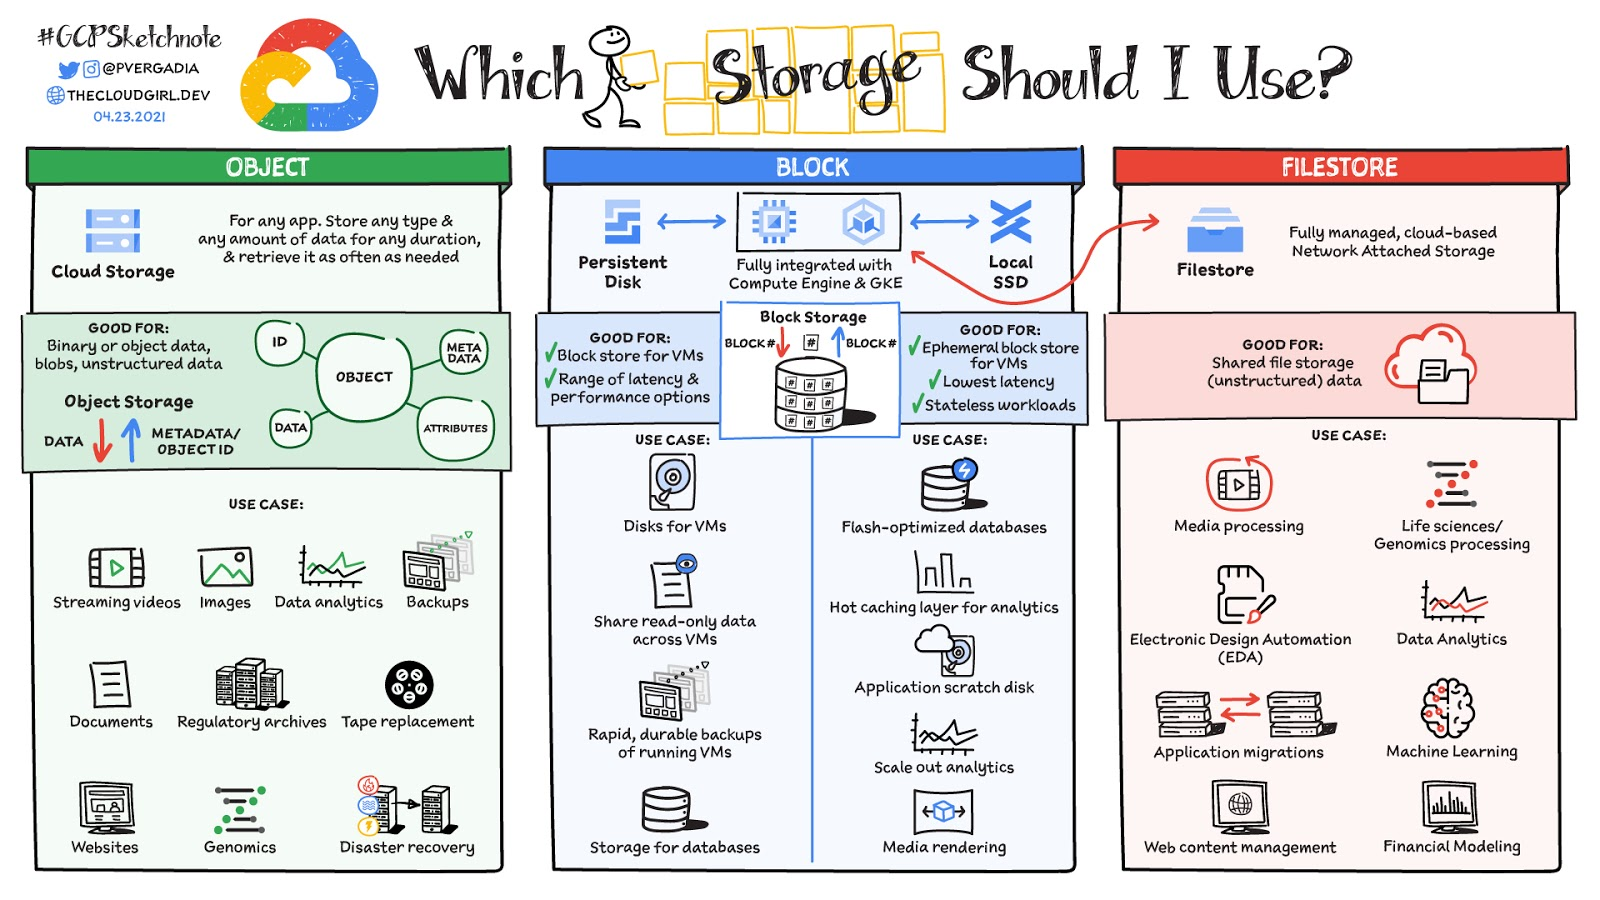 #GCPSketchnote
@PVERGADIA
THECLOUDGIRL.DEV
04.23.2021
Which Storage Should I Use?
OBJECT
Cloud Storage
For any app. Store any type &
any amount of data for any duration,
& retrieve it as often as needed
GOOD FOR:
Binary or object data,
blobs, unstructured data
Object Storage
DATA
METADATA/
OBJECT ID
ID
META
DATA
OBJECT
DATA
ATTRIBUTES
USE CASE:
Streaming videos
Images
Data analytics
Backups
Documents
Regulatory archives
Tape replacement
Websites
Genomics
Disaster recovery
BLOCK
Persistent
Disk
Fully integrated with
Compute Engine & GKE
Local
SSD
GOOD FOR:
Block store for VMs
Range of latency &
performance options
Block Storage
BLOCK#
#
BLOCK#
# # #
# # #
# # #
GOOD FOR:
Ephemeral block store
for VMs
Lowest latency
Stateless workloads
USE CASE:
Disks for VMs
Share read-only data
across VMs
Rapid, durable backups
of running VMs
Storage for databases
USE CASE:
Flash-optimized databases
Hot caching layer for analytics
Application scratch disk
Scale out analytics
Media rendering
FILESTORE
Filestore
Fully managed, cloud-based
Network Attached Storage
GOOD FOR:
Shared file storage
(unstructured) data
USE CASE:
Media processing
Life sciences/
Genomics processing
Electronic Design Automation
(EDA)
Data Analytics
Application migrations
Machine Learning
Web content management
Financial Modeling